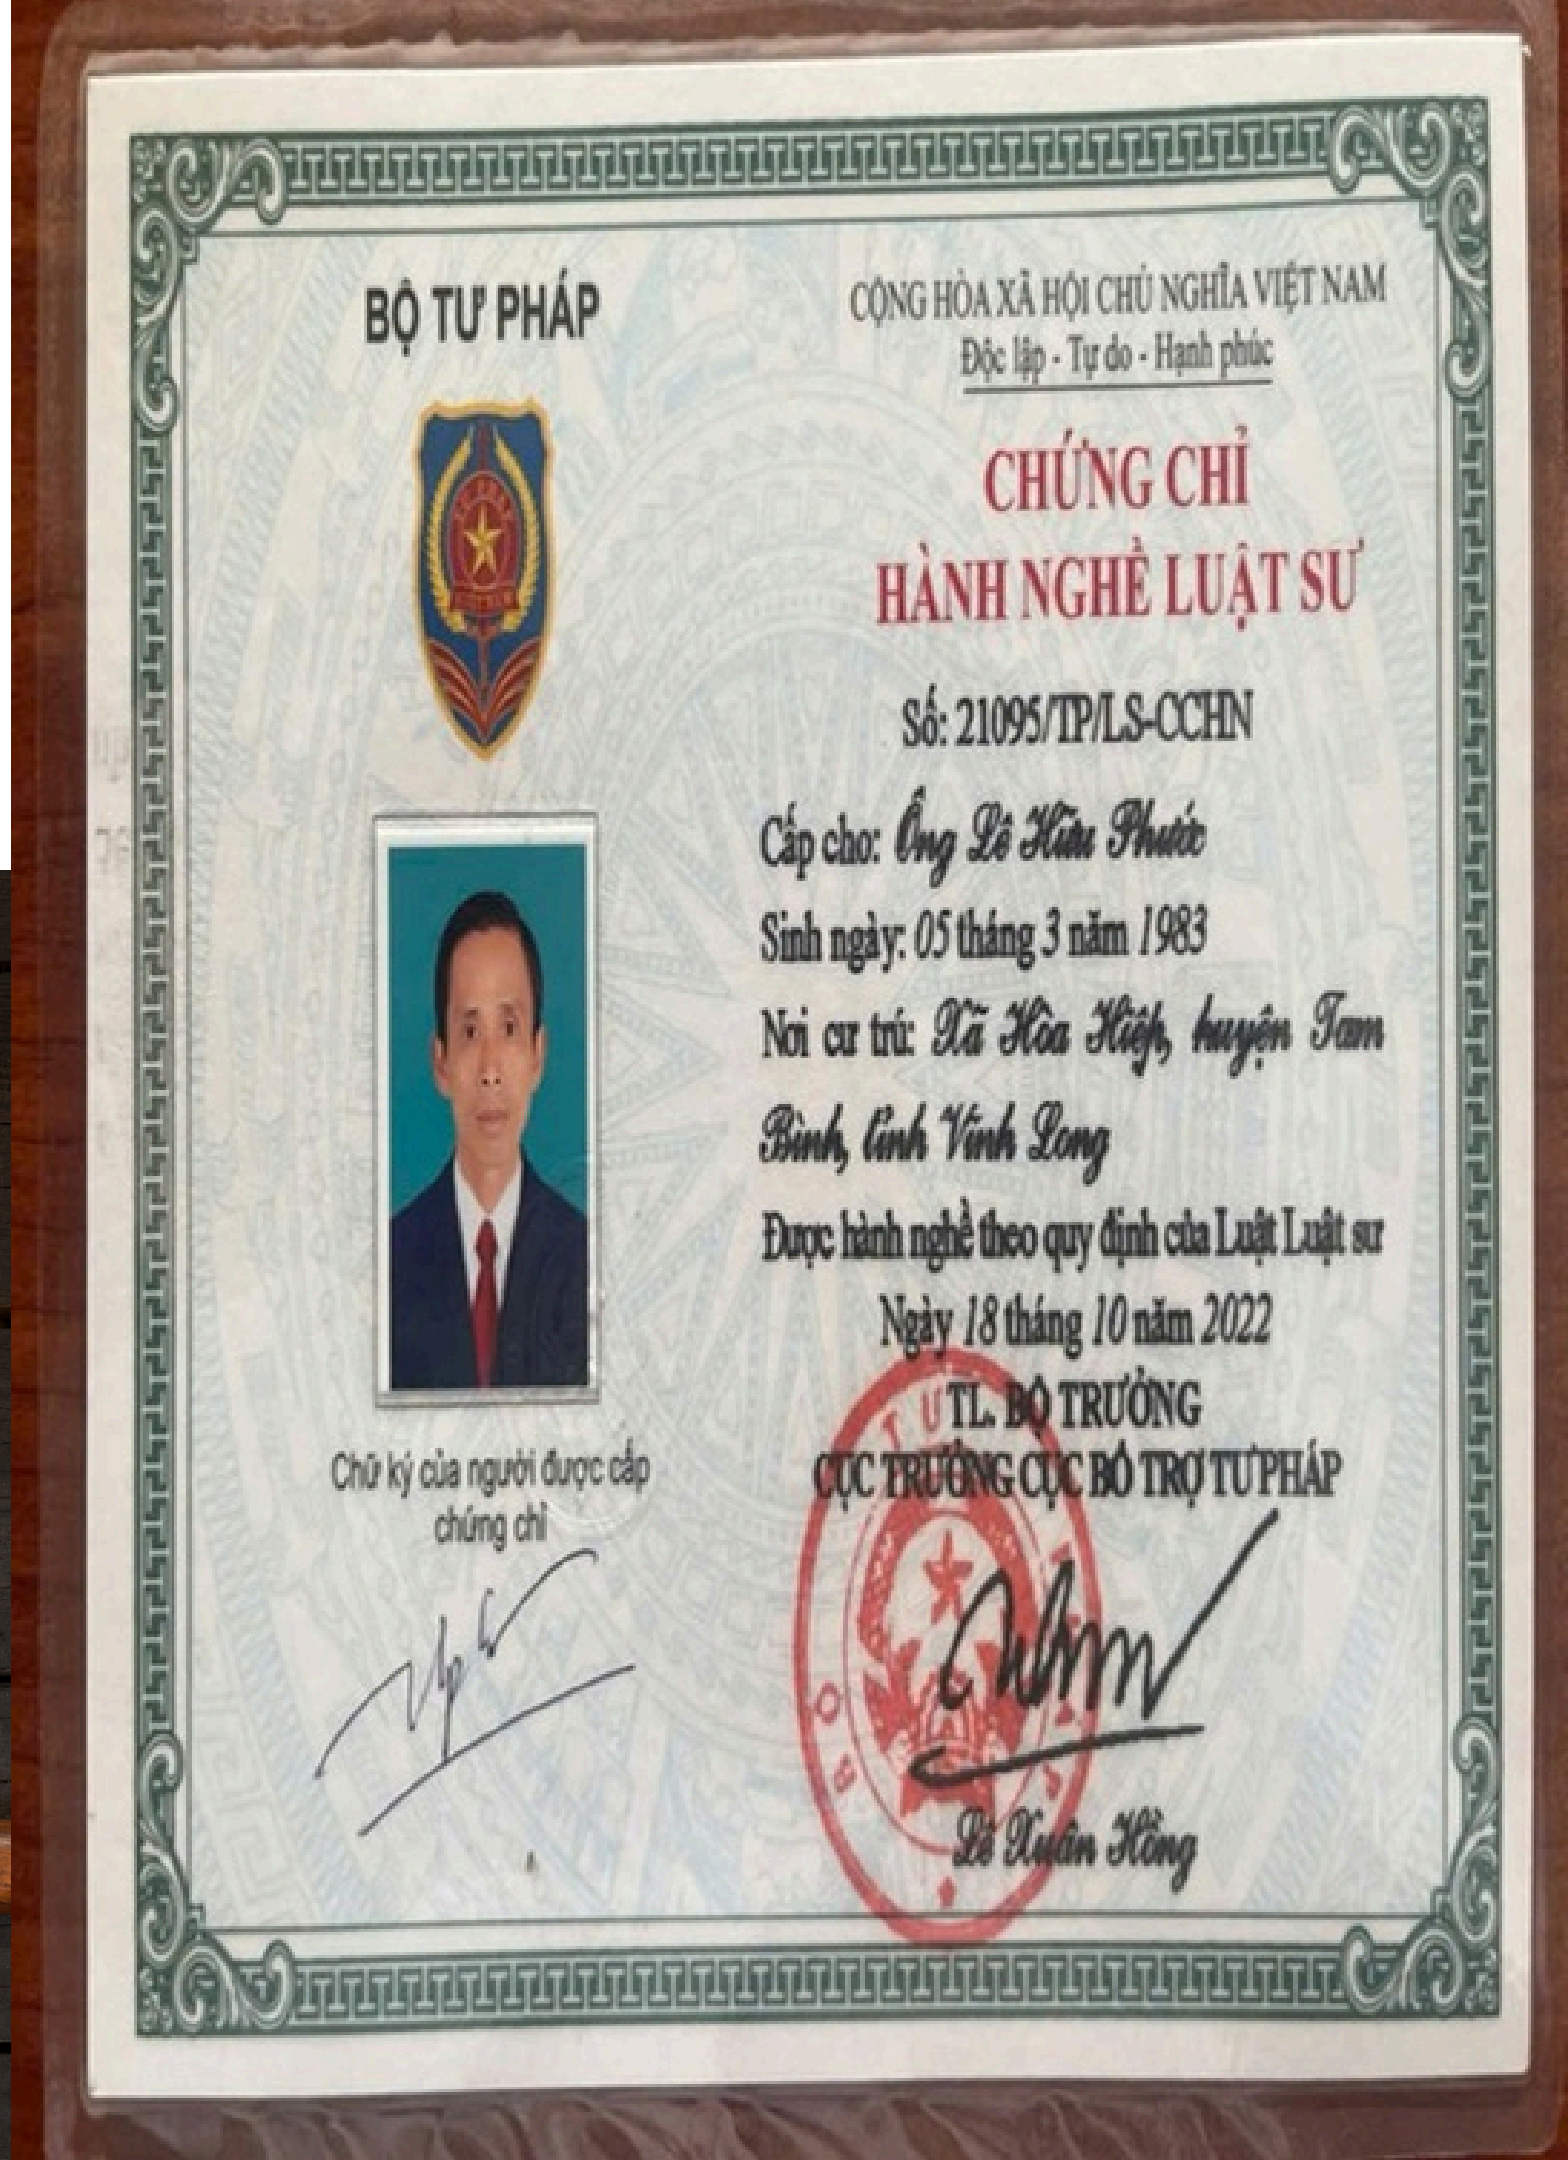 BỘ TƯ PHÁP
CỘNG HÒA XÃ HỘI CHỦ NGHĨA VIỆT NAM
Độc lập - Tự do - Hạnh phúc
CHỨNG CHỈ
HÀNH NGHỀ LUẬT SƯ
Số: 21095/TP/LS-CCHN
Cấp cho: Ông Lê Hữu Phước
Sinh ngày: 05 tháng 3 năm 1983
Nơi cư trú: Xã Hòa Hiệp, huyện Tam
Bình, tỉnh Vĩnh Long
Được hành nghề theo quy định của Luật Luật sư
Ngày 18 tháng 10 năm 2022
TL. BỘ TRƯỞNG
CỤC TRƯỞNG CỤC BỔ TRỢ TƯ PHÁP
Lê Xuân Hồng
Chữ ký của người được cấp
chứng chỉ